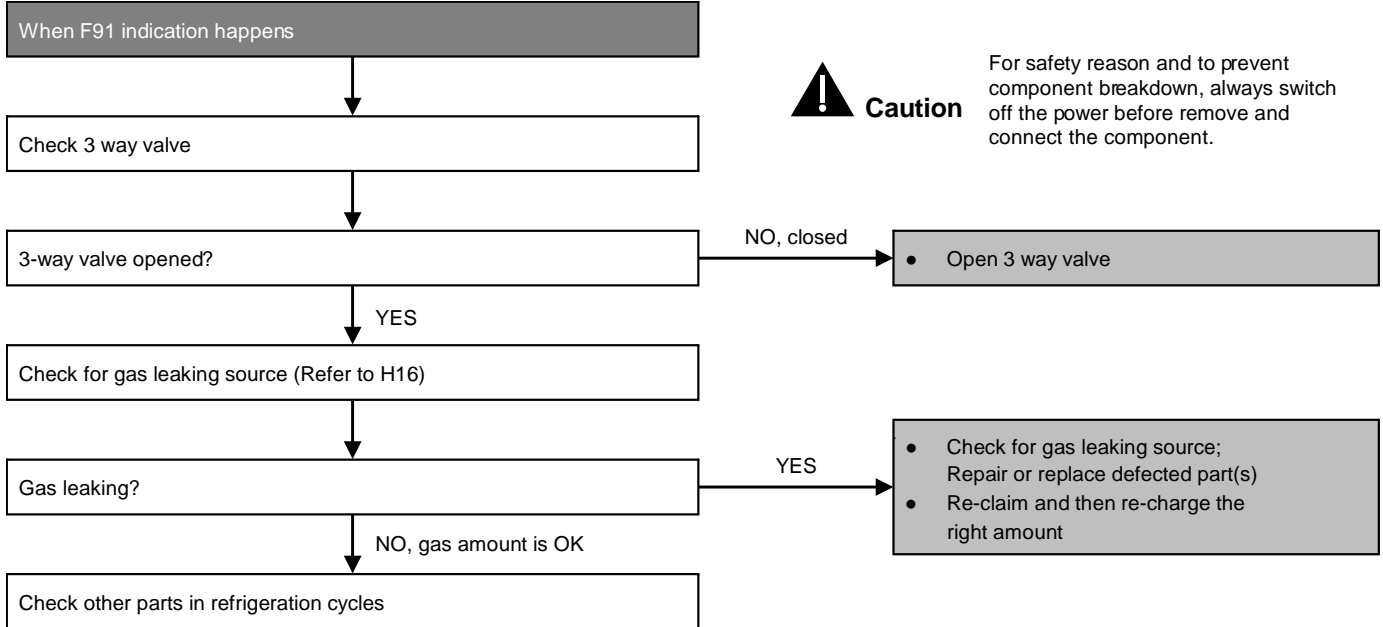 When F91 indication happens
For safety reason and to prevent
component breakdown, always switch
off the power before remove and
connect the component.
Caution
Check 3 way valve
3-way valve opened?
NO, closed
● Open 3 way valve
YES
Check for gas leaking source (Refer to H16)
Gas leaking?
YES
● Check for gas leaking source;
Repair or replace defected part(s)
● Re-claim and then re-charge the
right amount
NO, gas amount is OK
Check other parts in refrigeration cycles